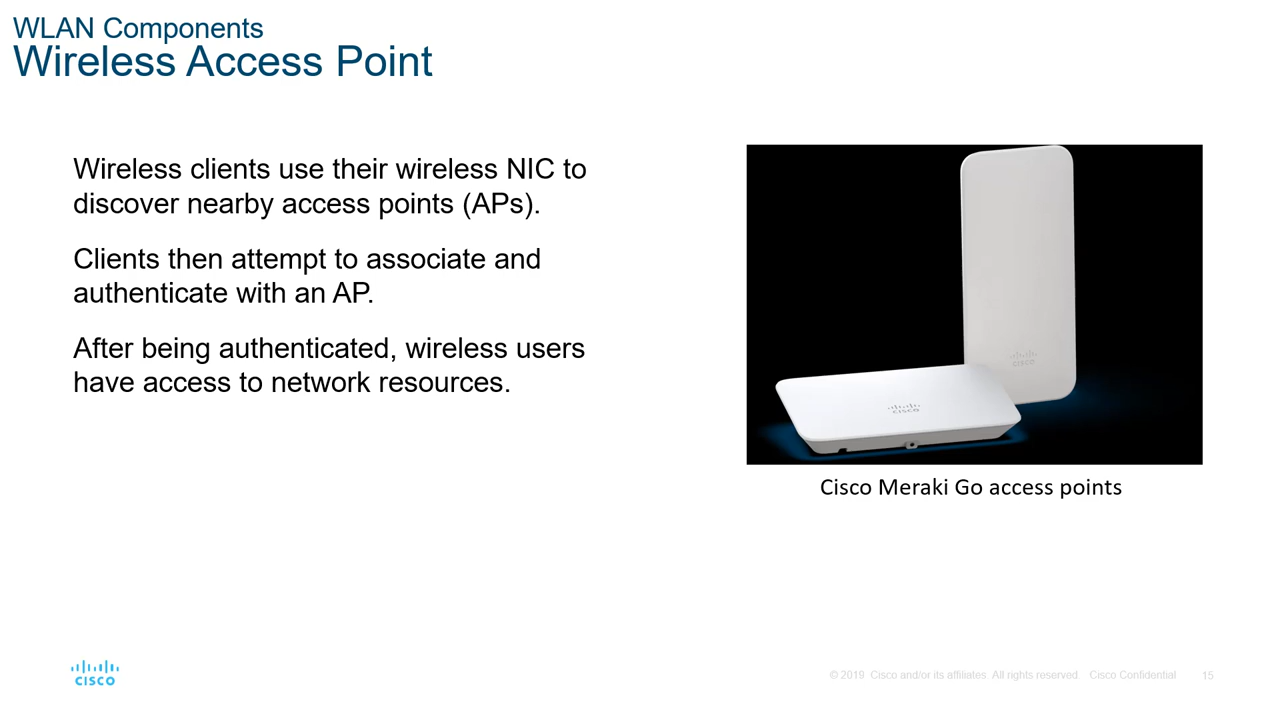 WLAN Components
Wireless Access Point
Wireless clients use their wireless NIC to
discover nearby access points (APs).
Clients then attempt to associate and
authenticate with an AP.
After being authenticated, wireless users
have access to network resources.
CISCO
CISCO
Cisco Meraki Go access points
CISCO
© 2019 Cisco and/or its affiliates. All rights reserved. Cisco Confidential
15